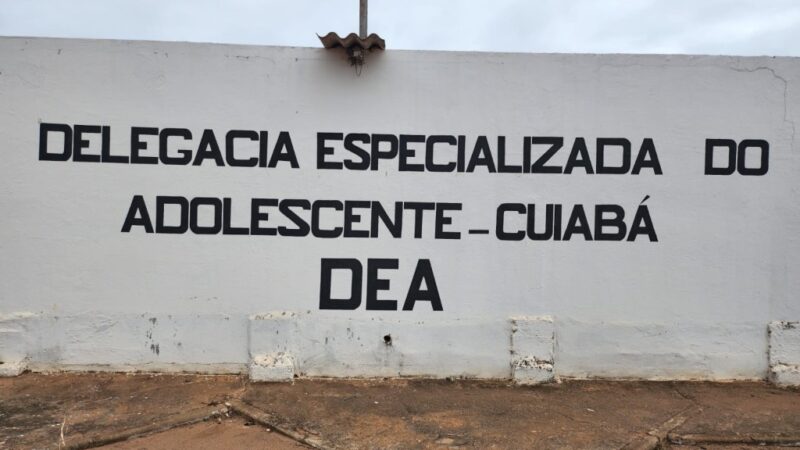 DELEGACIA ESPECIALIZADA DO
ADOLESCENTE-CUIABÁ
DEA